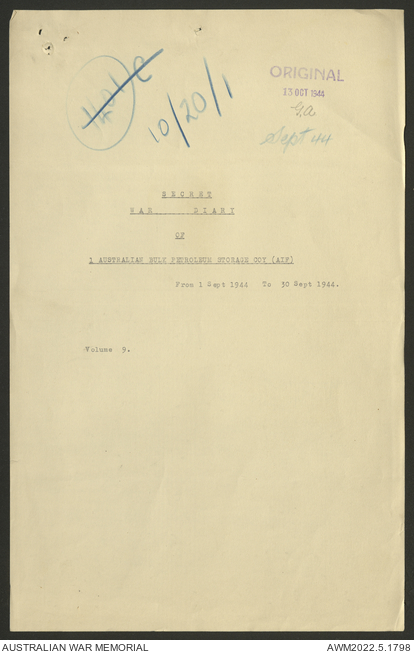 ORIGINAL
13 OCT 1944
10/20/1
Sept 44
SECRET
WAR DIARY
OF
1 AUSTRALIAN BULK PETROLEUM STORAGE COY (AIF)
From 1 Sept 1944 To 30 Sept 1944.
Volume 9.
AUSTRALIAN WAR MEMORIAL AWM2022.5.1798